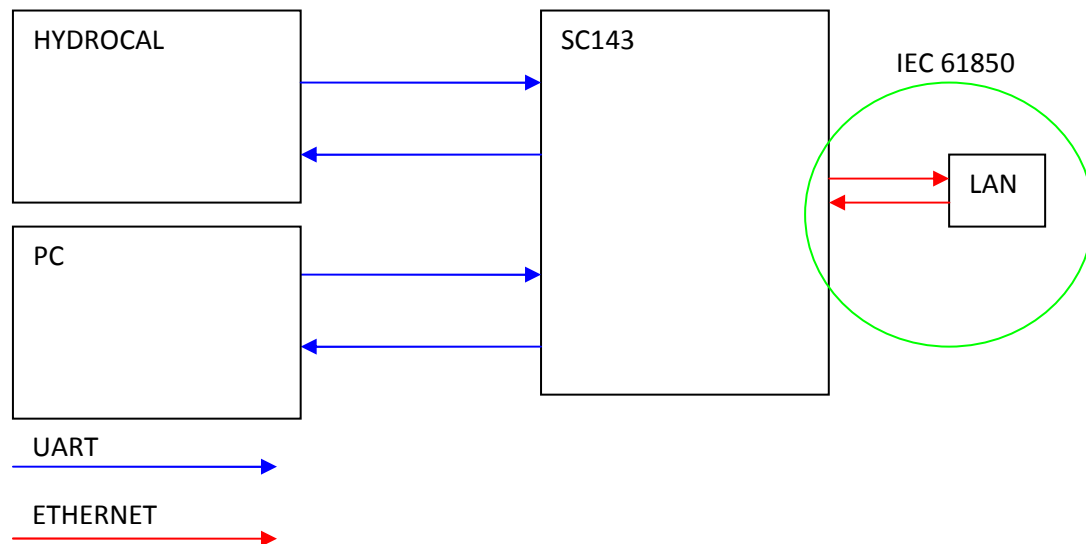 HYDROCAL
SC143
IEC 61850
LAN
PC
UART
ETHERNET